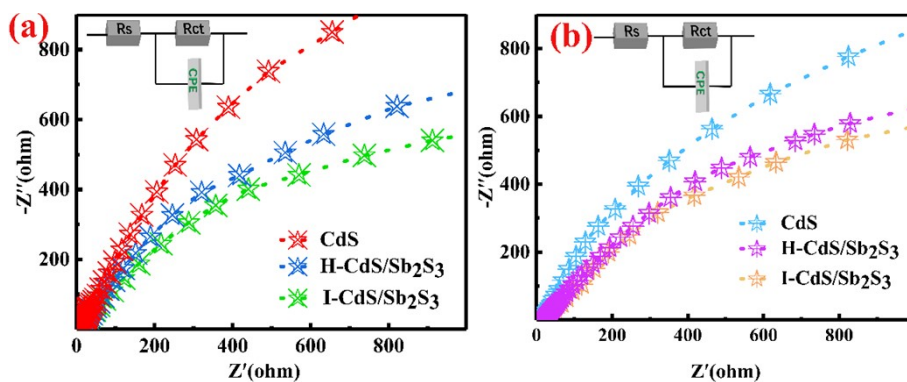 (a)
Rs
Rct
CPE
800
600
400
200
-Z″(ohm)
CdS
H-CdS/Sb₂S₃
I-CdS/Sb₂S₃
0 200 400 600 800
Z′(ohm)
(b)
Rs
Rct
CPE
800
600
400
200
-Z″(ohm)
CdS
H-CdS/Sb₂S₃
I-CdS/Sb₂S₃
0 200 400 600 800
Z′(ohm)